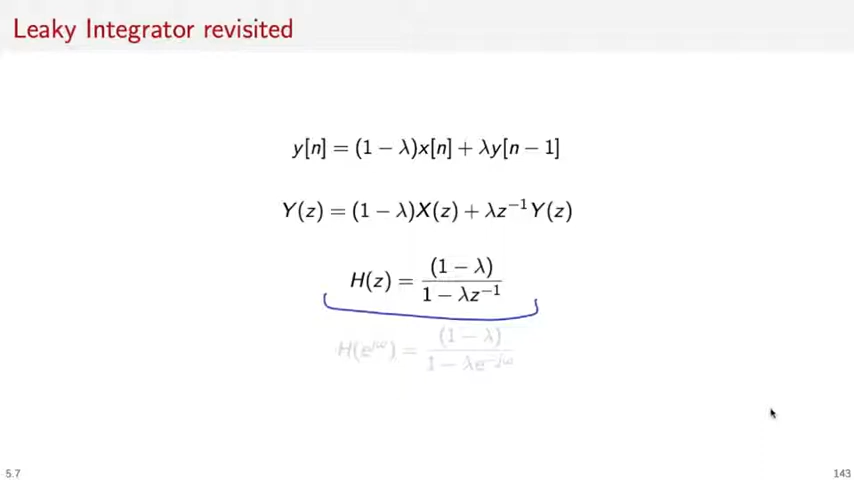 Leaky Integrator revisited
y[n] = (1 − λ)x[n] + λy[n − 1]
Y(z) = (1 − λ)X(z) + λz⁻¹Y(z)
H(z) = (1 − λ) / (1 − λz⁻¹)
H(e^{jω}) = (1 − λ) / (1 − λe^{−jω})
5.7
143